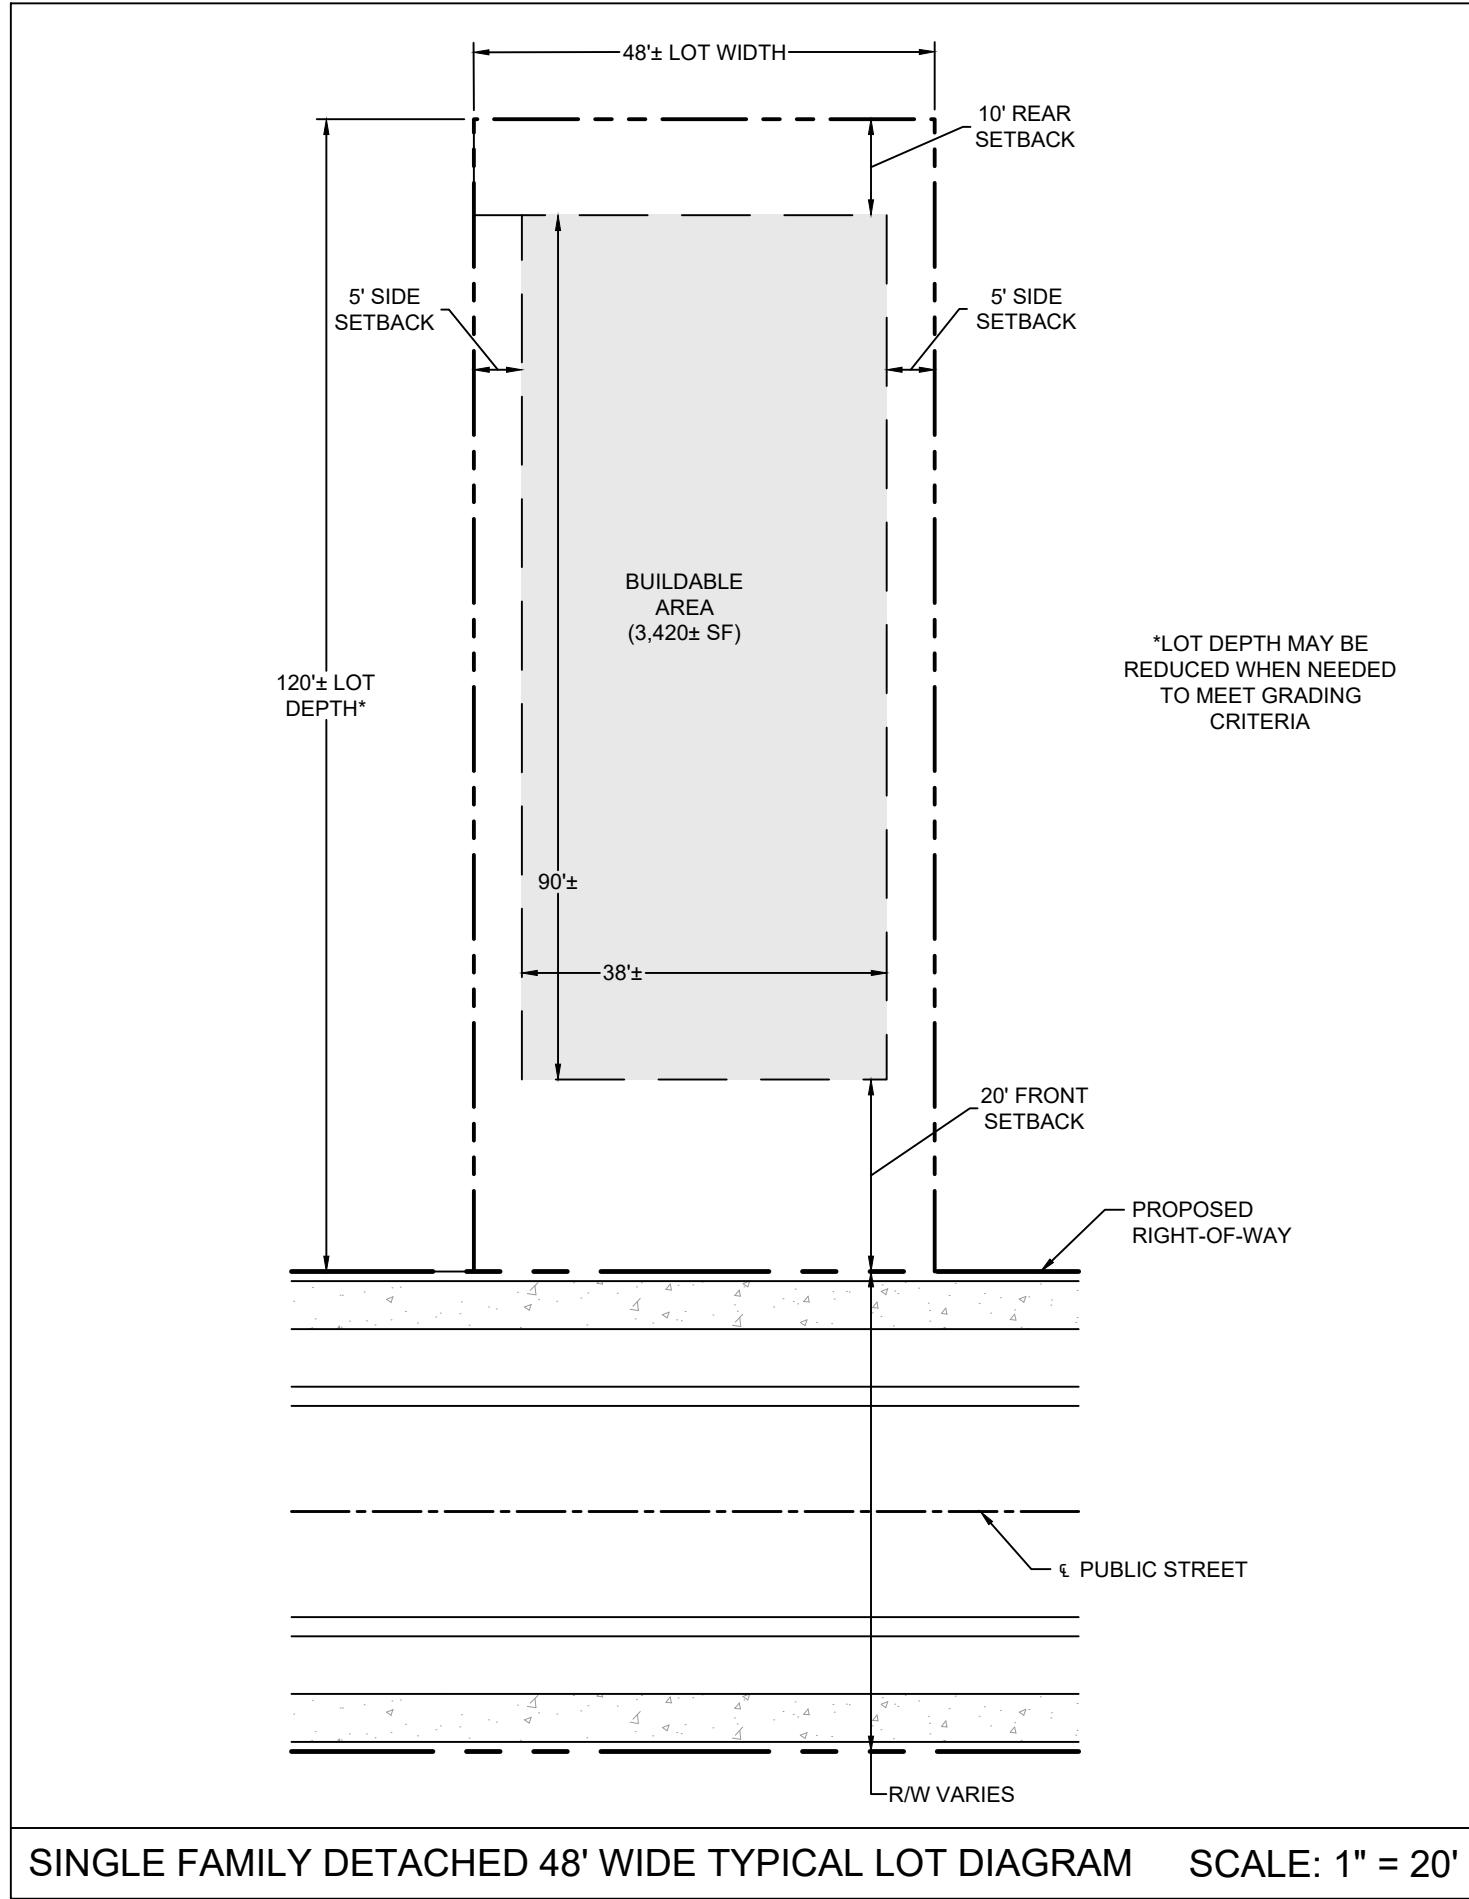 48'± LOT WIDTH
10' REAR
SETBACK
5' SIDE
SETBACK
5' SIDE
SETBACK
BUILDABLE
AREA
(3,420± SF)
*LOT DEPTH MAY BE
REDUCED WHEN NEEDED
TO MEET GRADING
CRITERIA
120'± LOT
DEPTH*
90'±
38'±
20' FRONT
SETBACK
PROPOSED
RIGHT-OF-WAY
℄ PUBLIC STREET
R/W VARIES
SINGLE FAMILY DETACHED 48' WIDE TYPICAL LOT DIAGRAM SCALE: 1" = 20'